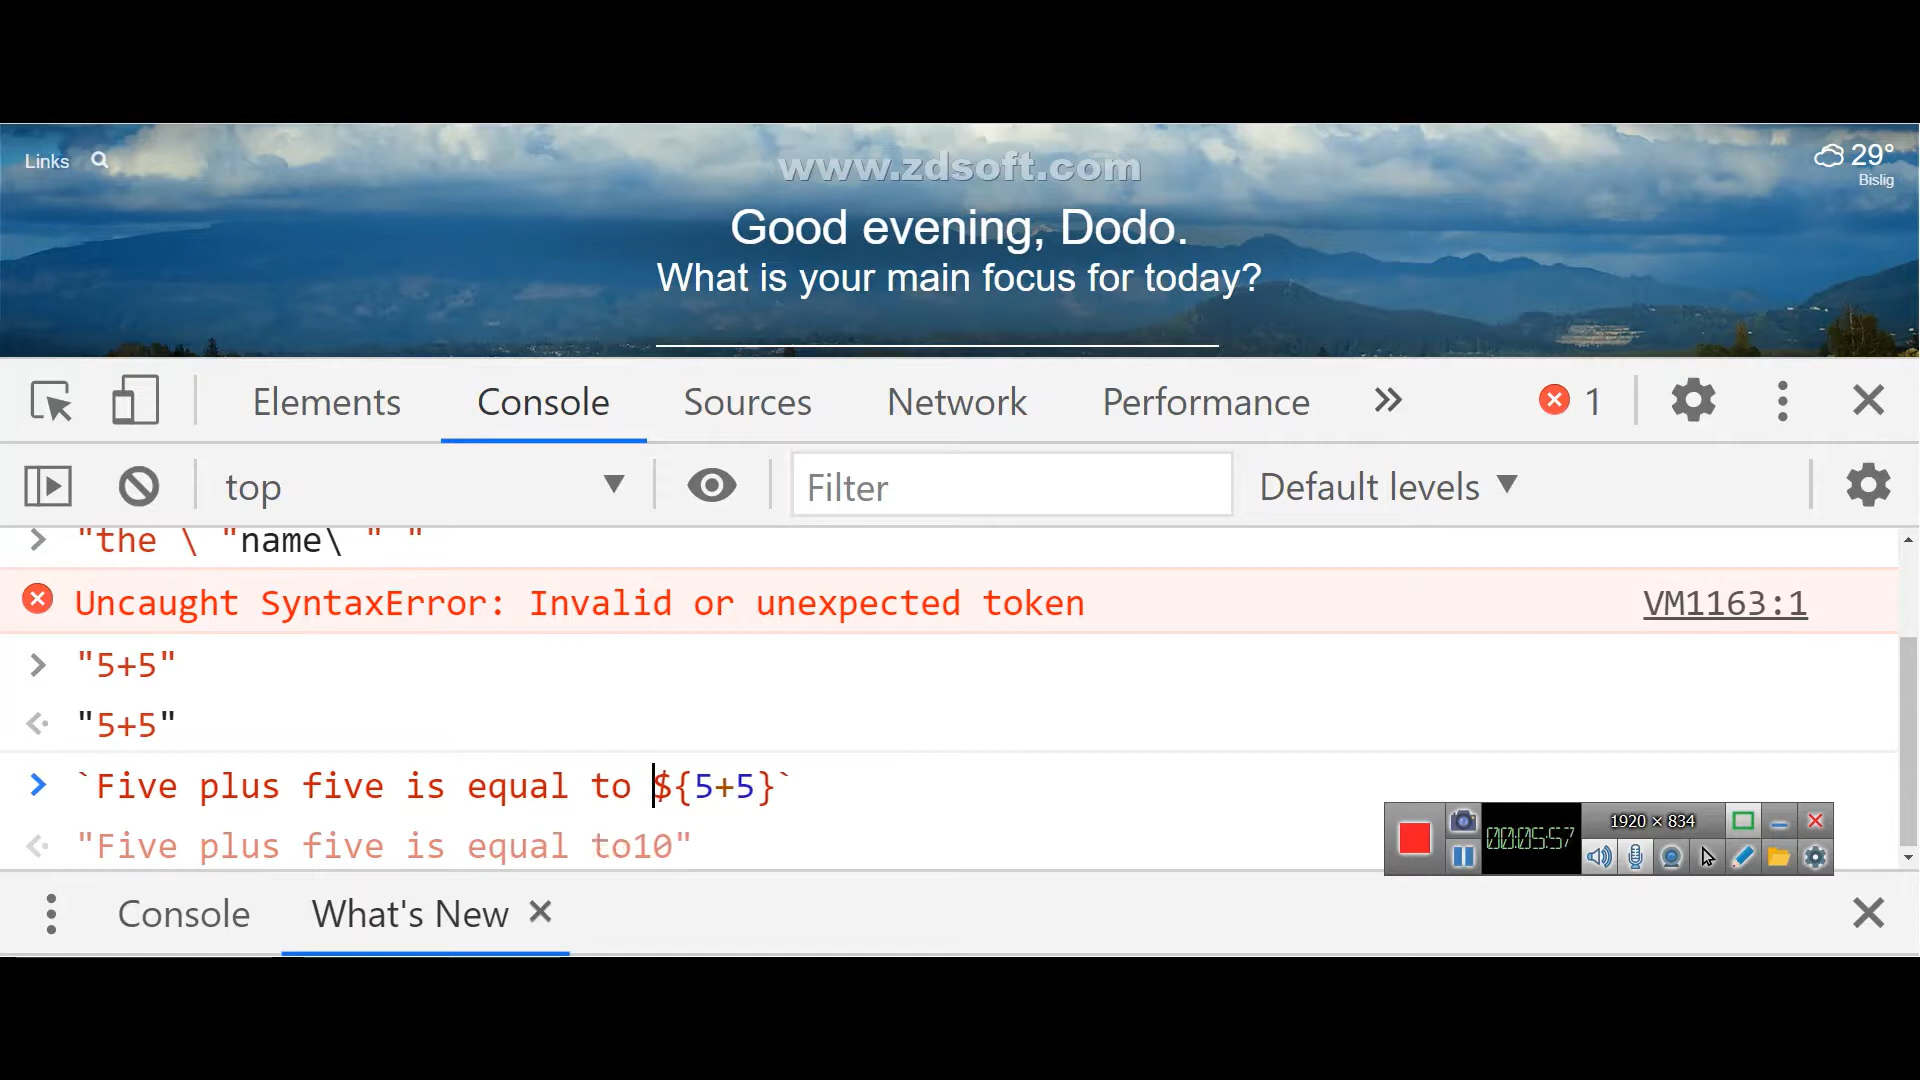 Links
www.zdsoft.com
29°
Bislig
Good evening, Dodo.
What is your main focus for today?
Elements Console Sources Network Performance » 1
top Filter Default levels
> "the \ "name\ " "
Uncaught SyntaxError: Invalid or unexpected token VM1163:1
> "5+5"
"5+5"
> `Five plus five is equal to ${5+5}`
"Five plus five is equal to10"
1920 × 834
00:05:57
Console What's New